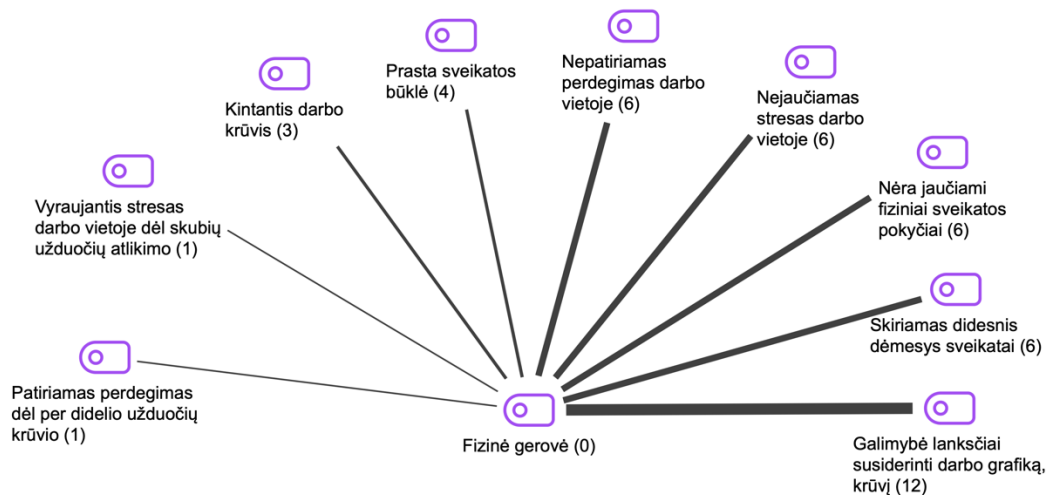 Nepatiriamas
perdegimas darbo
vietoje (6)
Prasta sveikatos
būklė (4)
Nejaučiamas
stresas darbo
vietoje (6)
Kintantis darbo
krūvis (3)
Nėra jaučiami
fiziniai sveikatos
pokyčiai (6)
Vyraujantis stresas
darbo vietoje dėl skubių
užduočių atlikimo (1)
Skiriamas didesnis
dėmesys sveikatai (6)
Patiriamas perdegimas
dėl per didelio užduočių
krūvio (1)
Fizinė gerovė (0)
Galimybė lanksčiai
susiderinti darbo grafiką,
krūvį (12)